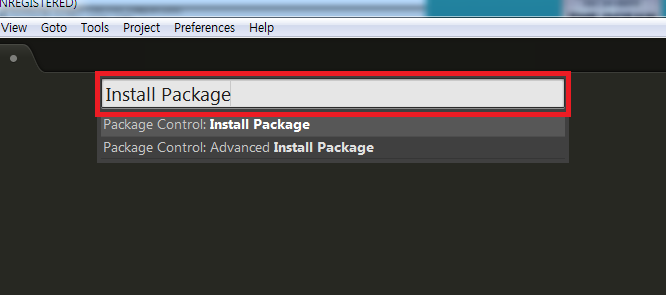 NREGISTERED)
View Goto Tools Project Preferences Help
Install Package
Package Control: Install Package
Package Control: Advanced Install Package